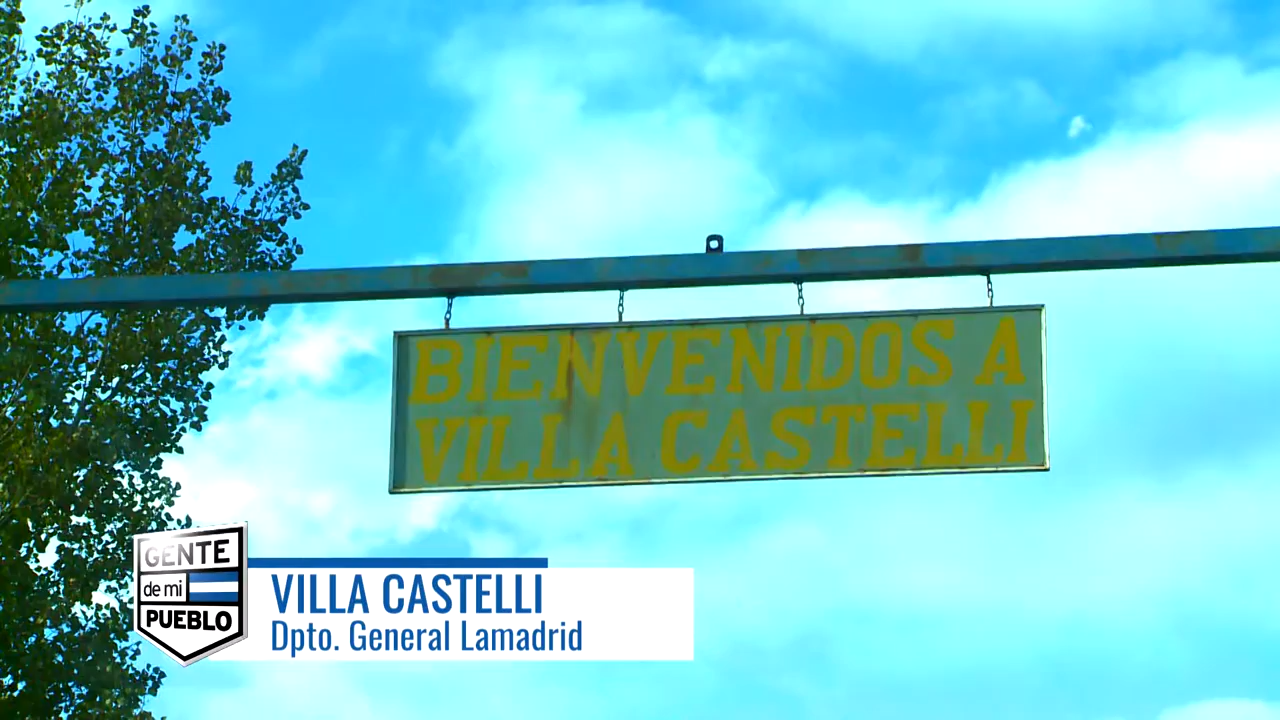 BIENVENIDOS A
VILLA CASTELLI
GENTE
de mi
PUEBLO
VILLA CASTELLI
Dpto. General Lamadrid